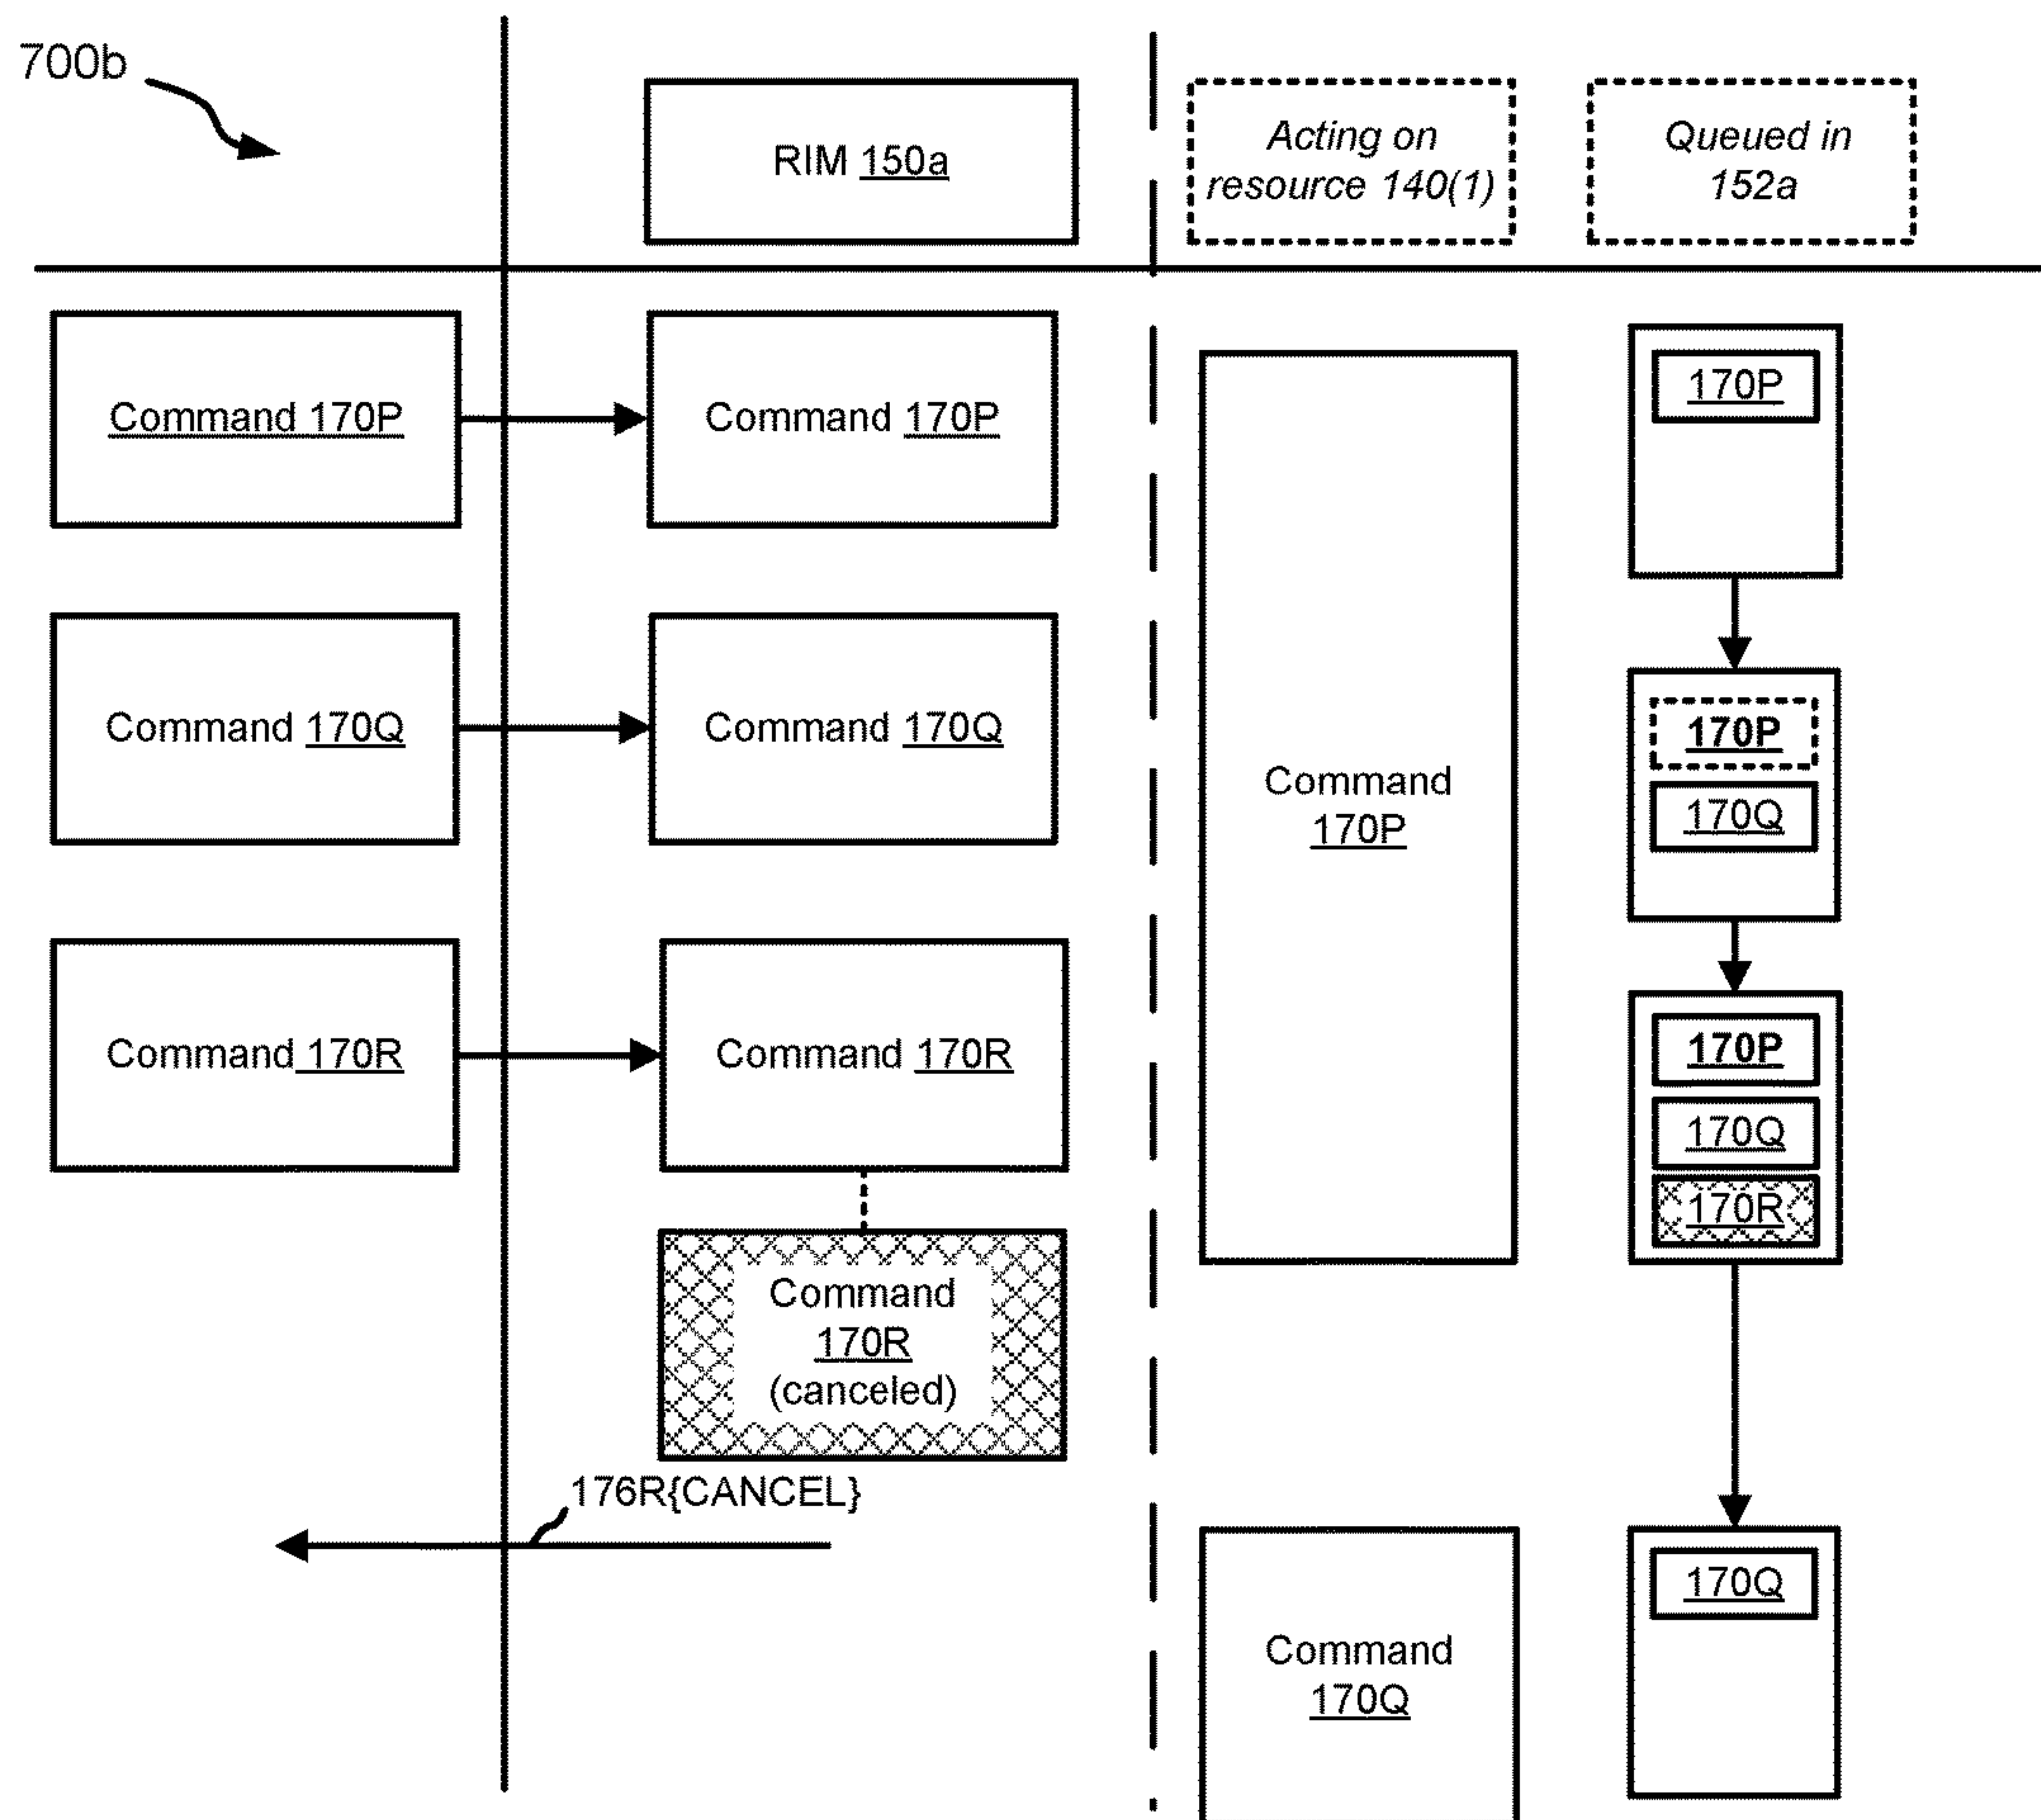 700b
RIM 150a
Acting on
resource 140(1)
Queued in
152a
Command 170P
Command 170P
170P
Command 170Q
Command 170Q
Command
170P
170P
170Q
Command 170R
Command 170R
170P
170Q
170R
Command
170R
(canceled)
176R{CANCEL}
Command
170Q
170Q